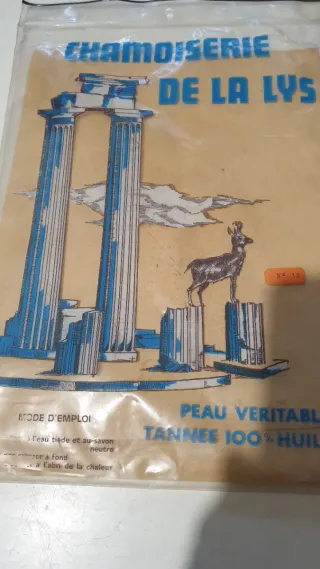 CHAMOISERIE
DE LA LYS
MODE D'EMPLOI
à l'eau tiède et au savon
neutre
à fond
à l'abri de la chaleur
PEAU VERITABL
TANNEE 100% HUIL